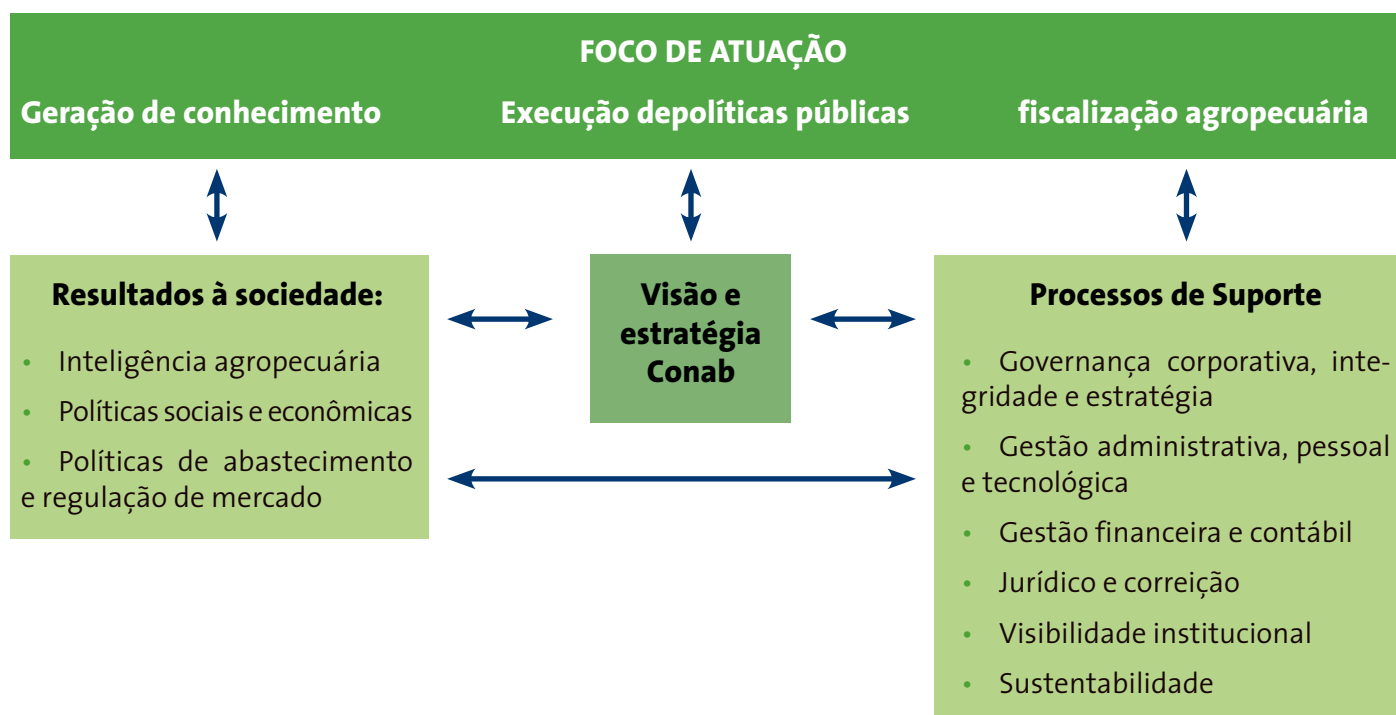 FOCO DE ATUAÇÃO
Geração de conhecimento
Execução depolíticas públicas
fiscalização agropecuária
Resultados à sociedade:
• Inteligência agropecuária
• Políticas sociais e econômicas
• Políticas de abastecimento
e regulação de mercado
Visão e
estratégia
Conab
Processos de Suporte
• Governança corporativa, inte-
gridade e estratégia
• Gestão administrativa, pessoal
e tecnológica
• Gestão financeira e contábil
• Jurídico e correição
• Visibilidade institucional
• Sustentabilidade